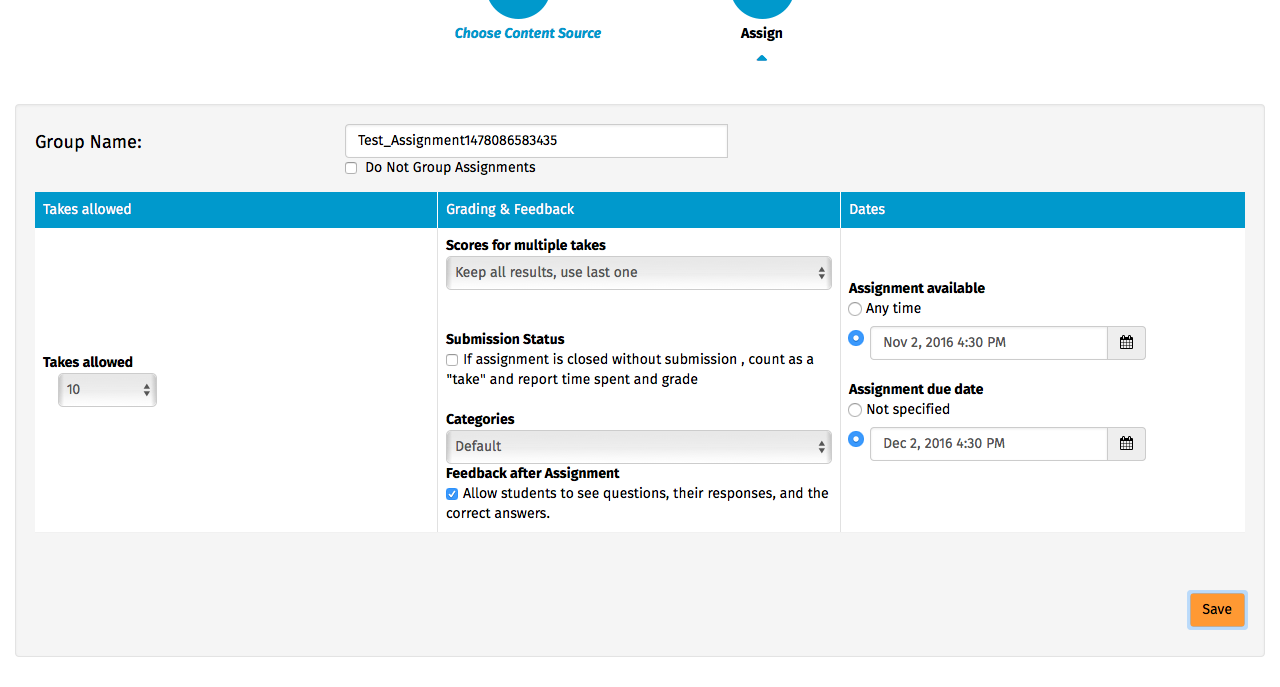 Choose Content Source
Assign
Group Name:
Test_Assignment1478086583435
Do Not Group Assignments
Takes allowed
Grading & Feedback
Dates
Takes allowed
10
Scores for multiple takes
Keep all results, use last one
Submission Status
If assignment is closed without submission , count as a
"take" and report time spent and grade
Categories
Default
Feedback after Assignment
Allow students to see questions, their responses, and the
correct answers.
Assignment available
Any time
Nov 2, 2016 4:30 PM
Assignment due date
Not specified
Dec 2, 2016 4:30 PM
Save